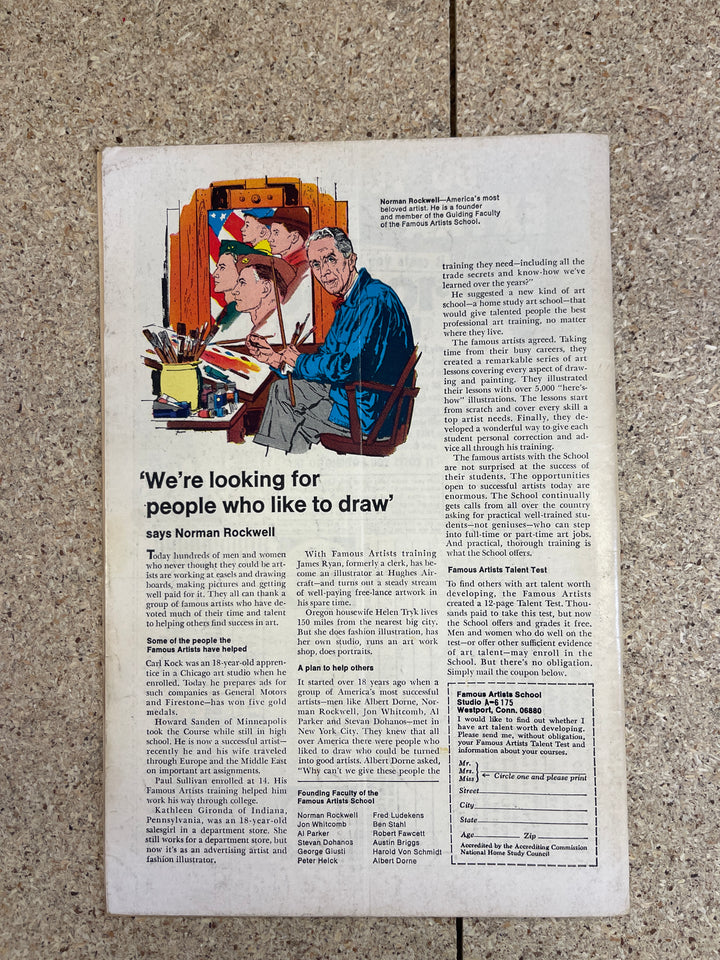 Norman Rockwell—America's most
beloved artist. He is a founder
and member of the Guiding Faculty
of the Famous Artists School.
'We're looking for
people who like to draw'
says Norman Rockwell
Today hundreds of men and women
who never thought they could be art-
ists are working at easels and drawing
boards, making pictures and getting
well paid for it. They all can thank a
group of famous artists who have de-
voted much of their time and talent
to helping others find success in art.
Some of the people the
Famous Artists have helped
Carl Kock was an 18-year-old appren-
tice in a Chicago art studio when he
enrolled. Today he prepares ads for
such companies as General Motors
and Firestone—has won five gold
medals.
Howard Sanden of Minneapolis
took the Course while still in high
school. He is now a successful artist—
recently he and his wife traveled
through Europe and the Middle East
on important art assignments.
Paul Sullivan enrolled at 14. His
Famous Artists training helped him
work his way through college.
Kathleen Gironda of Indiana,
Pennsylvania, was an 18-year-old
salesgirl in a department store. She
still works for a department store, but
now it's as an advertising artist and
fashion illustrator.
With Famous Artists training
James Ryan, formerly a clerk, has be-
come an illustrator at Hughes Air-
craft—and turns out a steady stream
of well-paying free-lance artwork in
his spare time.
Oregon housewife Helen Tryk lives
150 miles from the nearest big city.
But she does fashion illustration, has
her own studio, runs an art work
shop, does portraits.
A plan to help others
It started over 18 years ago when a
group of America's most successful
artists—men like Albert Dorne, Nor-
man Rockwell, Jon Whitcomb, Al
Parker and Stevan Dohanos—met in
New York City. They knew that all
over America there were people who
liked to draw who could be turned
into good artists. Albert Dorne asked,
"Why can't we give these people the
Founding Faculty of the
Famous Artists School
Norman Rockwell Fred Ludekens
Jon Whitcomb Ben Stahl
Al Parker Robert Fawcett
Stevan Dohanos Austin Briggs
George Giusti Harold Von Schmidt
Peter Helck Albert Dorne
training they need—including all the
trade secrets and know-how we've
learned over the years?"
He suggested a new kind of art
school—a home study art school—that
would give talented people the best
professional art training, no matter
where they live.
The famous artists agreed. Taking
time from their busy careers, they
created a remarkable series of art
lessons covering every aspect of draw-
ing and painting. They illustrated
their lessons with over 5,000 "here's-
how" illustrations. The lessons start
from scratch and cover every skill a
top artist needs. Finally, they de-
veloped a wonderful way to give each
student personal correction and ad-
vice all through his training.
The famous artists with the School
are not surprised at the success of
their students. The opportunities
open to successful artists today are
enormous. The School continually
gets calls from all over the country
asking for practical well-trained stu-
dents—not geniuses—who can step
into full-time or part-time art jobs.
And practical, thorough training is
what the School offers.
Famous Artists Talent Test
To find others with art talent worth
developing, the Famous Artists
created a 12-page Talent Test. Thou-
sands paid to take this test, but now
the School offers and grades it free.
Men and women who do well on the
test—or offer other sufficient evidence
of art talent—may enroll in the
School. But there's no obligation.
Simply mail the coupon below.
Famous Artists School
Studio A-6175
Westport, Conn. 06880
I would like to find out whether I
have art talent worth developing.
Please send me, without obligation,
your Famous Artists Talent Test and
information about your courses.
Mr.
Mrs. ← Circle one and please print
Miss
Street
City
State
Age Zip
Accredited by the Accrediting Commission
National Home Study Council